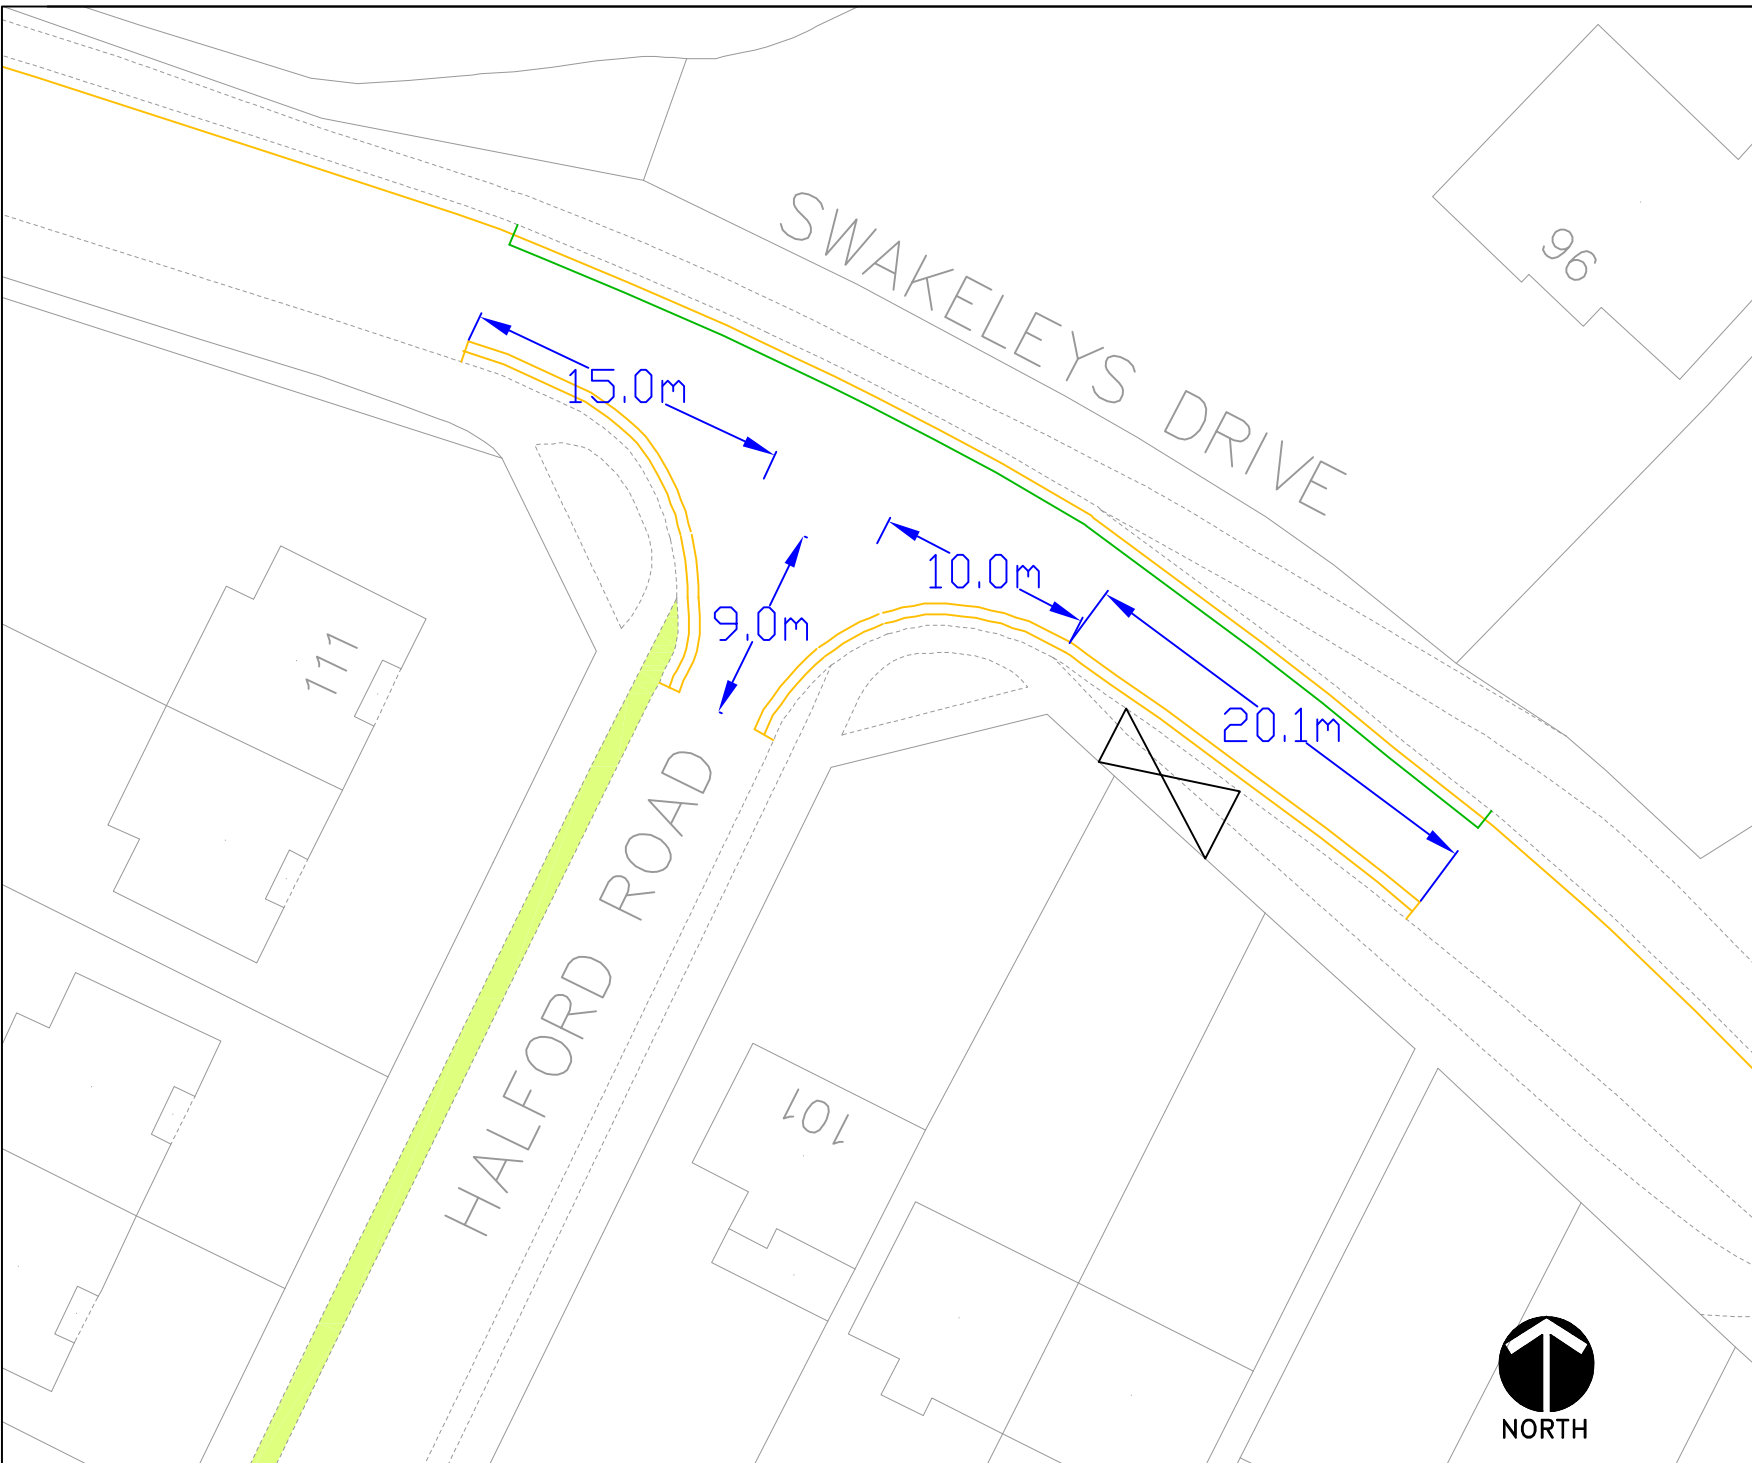 SWAKELEYS DRIVE
96
15.0m
10.0m
9.0m
111
20.1m
HALFORD ROAD
101
NORTH